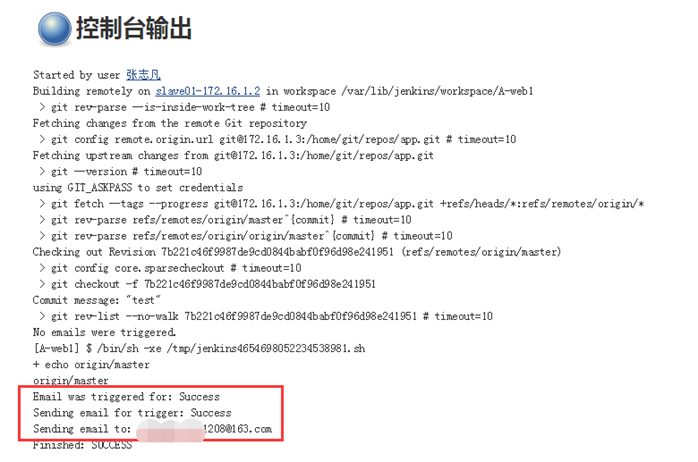 控制台输出
Started by user 张志凡
Building remotely on slave01-172.16.1.2 in workspace /var/lib/jenkins/workspace/A-web1
> git rev-parse --is-inside-work-tree # timeout=10
Fetching changes from the remote Git repository
> git config remote.origin.url git@172.16.1.3:/home/git/repos/app.git # timeout=10
Fetching upstream changes from git@172.16.1.3:/home/git/repos/app.git
> git --version # timeout=10
using GIT_ASKPASS to set credentials
> git fetch --tags --progress git@172.16.1.3:/home/git/repos/app.git +refs/heads/*:refs/remotes/origin/*
> git rev-parse refs/remotes/origin/master^{commit} # timeout=10
> git rev-parse refs/remotes/origin/origin/master^{commit} # timeout=10
Checking out Revision 7b221c46f9987de9cd0844babf0f96d98e241951 (refs/remotes/origin/master)
> git config core.sparsecheckout # timeout=10
> git checkout -f 7b221c46f9987de9cd0844babf0f96d98e241951
Commit message: "test"
> git rev-list --no-walk 7b221c46f9987de9cd0844babf0f96d98e241951 # timeout=10
No emails were triggered.
[A-web1] $ /bin/sh -xe /tmp/jenkins4654698052234538981.sh
+ echo origin/master
origin/master
Email was triggered for: Success
Sending email for trigger: Success
Sending email to: 1208@163.com
Finished: SUCCESS